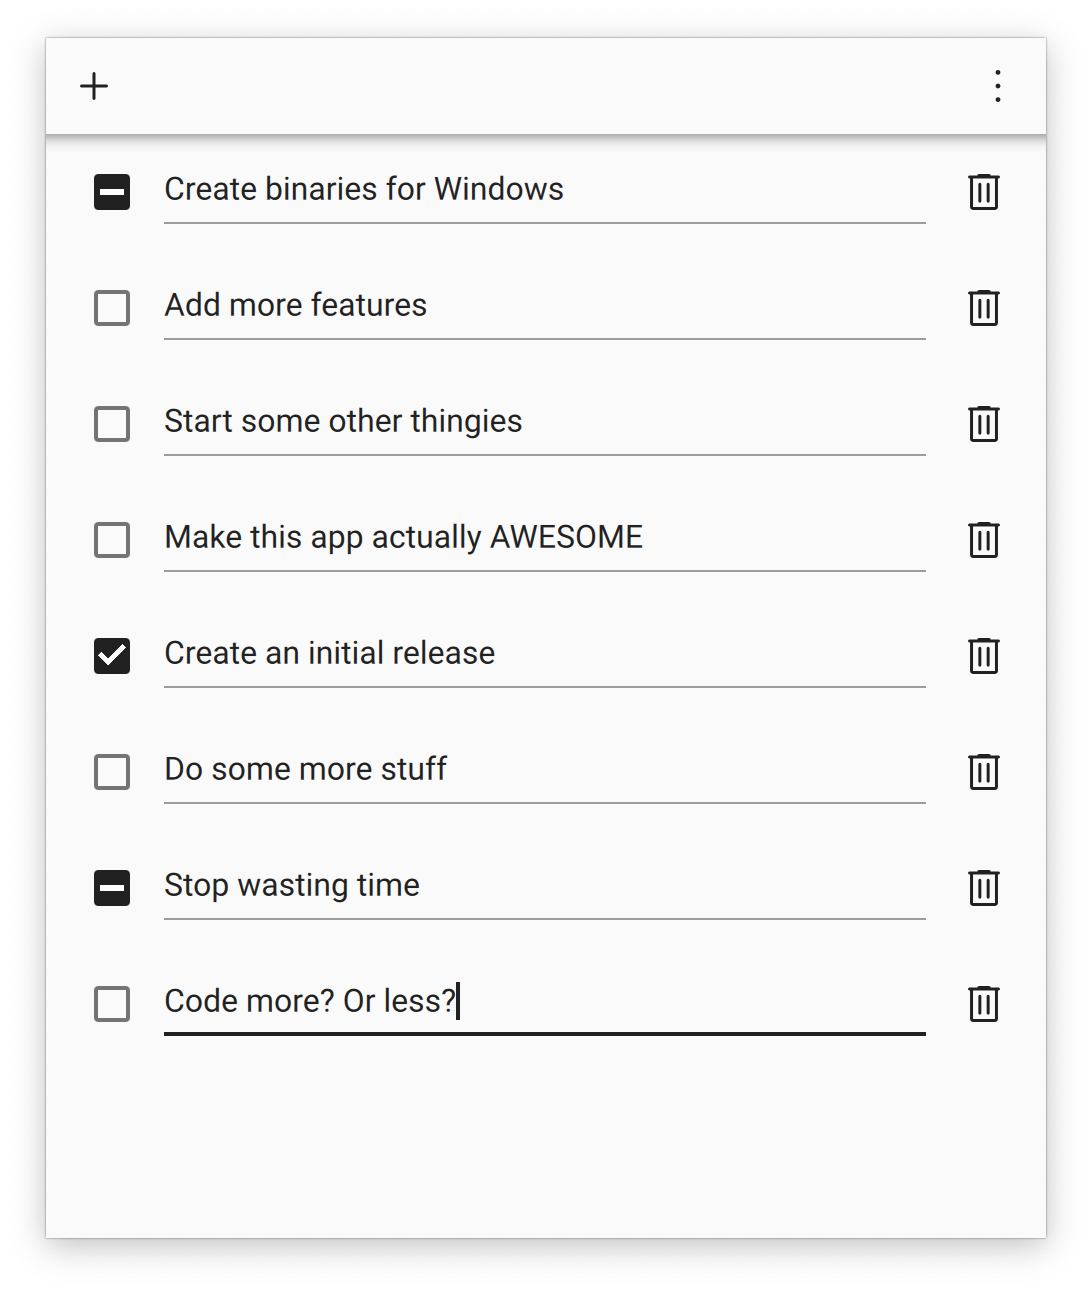 Create binaries for Windows
Add more features
Start some other thingies
Make this app actually AWESOME
Create an initial release
Do some more stuff
Stop wasting time
Code more? Or less?